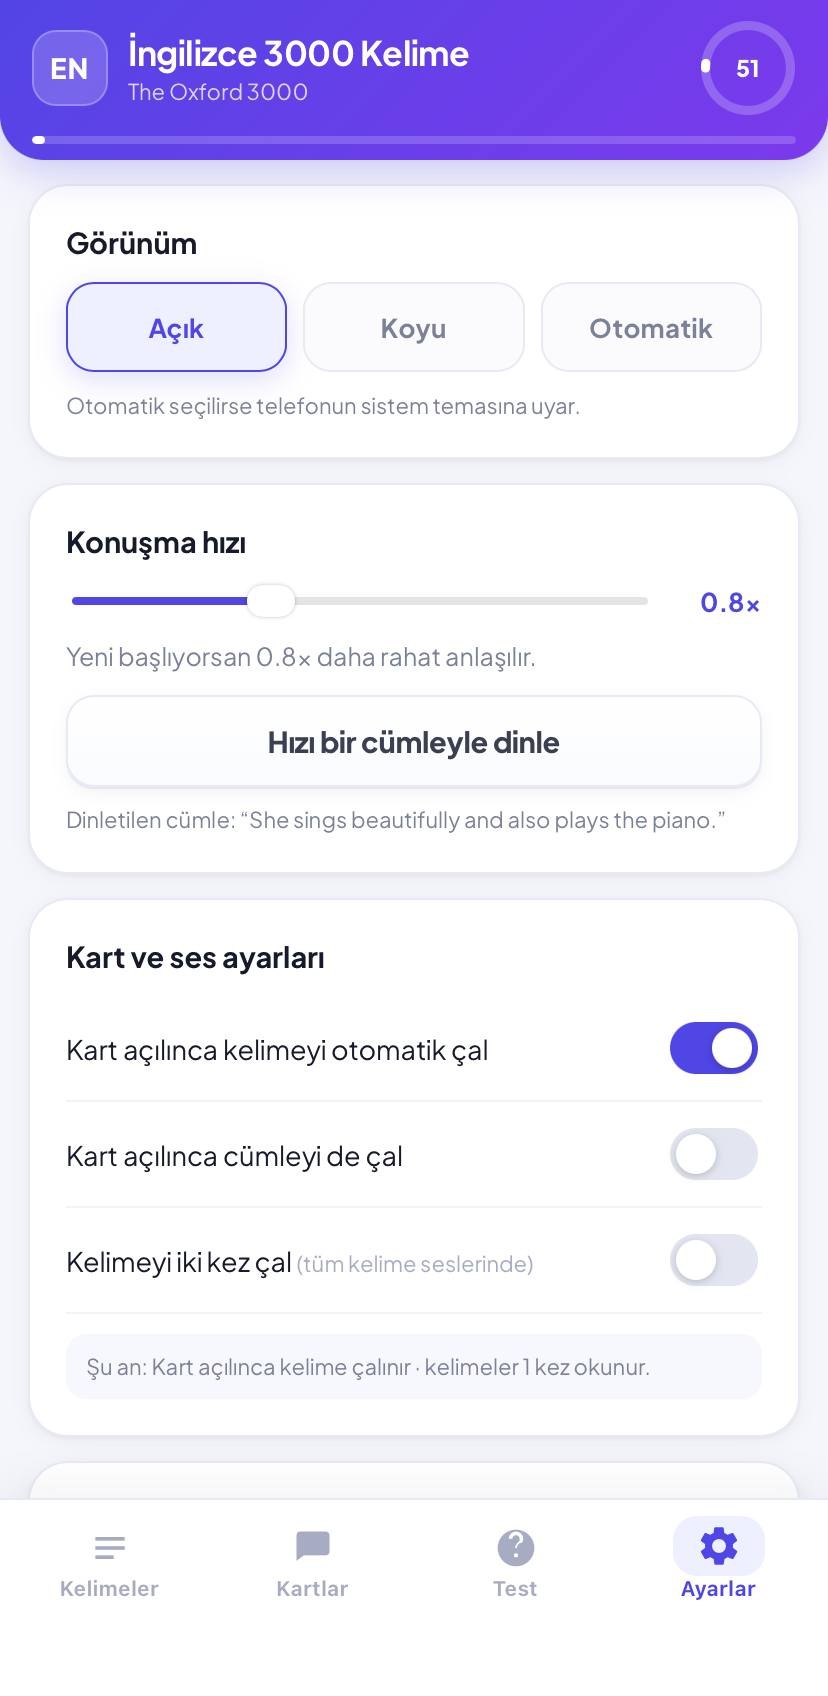 EN
İngilizce 3000 Kelime
The Oxford 3000
51
Görünüm
Açık
Koyu
Otomatik
Otomatik seçilirse telefonun sistem temasına uyar.
Konuşma hızı
0.8×
Yeni başlıyorsan 0.8× daha rahat anlaşılır.
Hızı bir cümleyle dinle
Dinletilen cümle: “She sings beautifully and also plays the piano.”
Kart ve ses ayarları
Kart açılınca kelimeyi otomatik çal
Kart açılınca cümleyi de çal
Kelimeyi iki kez çal (tüm kelime seslerinde)
Şu an: Kart açılınca kelime çalınır · kelimeler 1 kez okunur.
Kelimeler
Kartlar
Test
Ayarlar